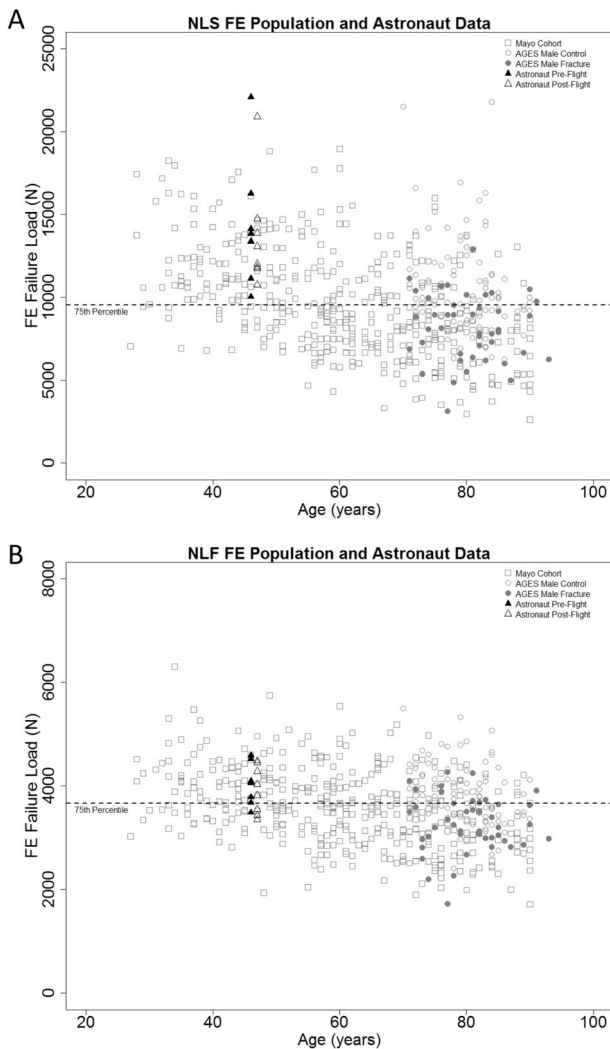 A
NLS FE Population and Astronaut Data
Mayo Cohort
AGES Male Control
AGES Male Fracture
Astronaut Pre-Flight
Astronaut Post-Flight
25000
20000
15000
10000
5000
0
FE Failure Load (N)
75th Percentile
20 40 60 80 100
Age (years)
B
NLF FE Population and Astronaut Data
Mayo Cohort
AGES Male Control
AGES Male Fracture
Astronaut Pre-Flight
Astronaut Post-Flight
8000
6000
4000
2000
0
FE Failure Load (N)
75th Percentile
20 40 60 80 100
Age (years)